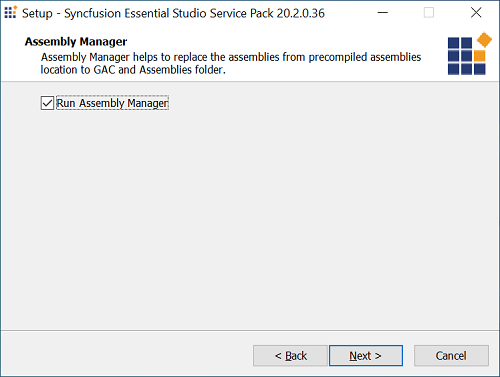 Setup - Syncfusion Essential Studio Service Pack 20.2.0.36
Assembly Manager
Assembly Manager helps to replace the assemblies from precompiled assemblies
location to GAC and Assemblies folder.
Run Assembly Manager
< Back
Next >
Cancel